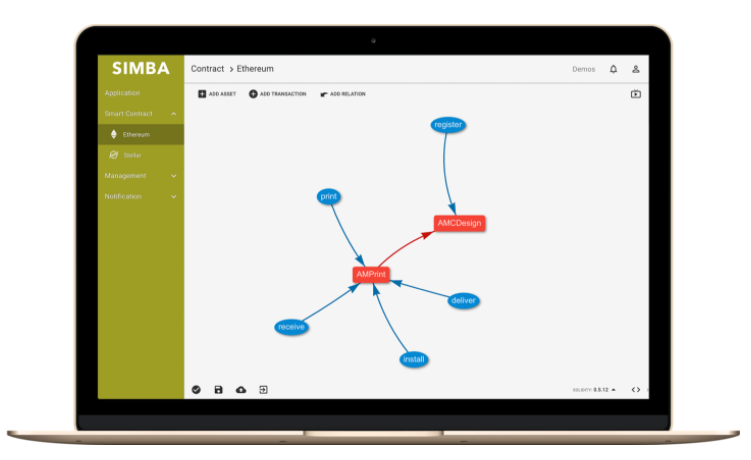 SIMBA
Contract > Ethereum
Demos
Application
ADD ASSET
ADD TRANSACTION
ADD RELATION
Smart Contract
Ethereum
Stellar
Management
Notification
register
print
AMCDesign
AMPrint
deliver
receive
install
SOLIDITY: 0.5.12